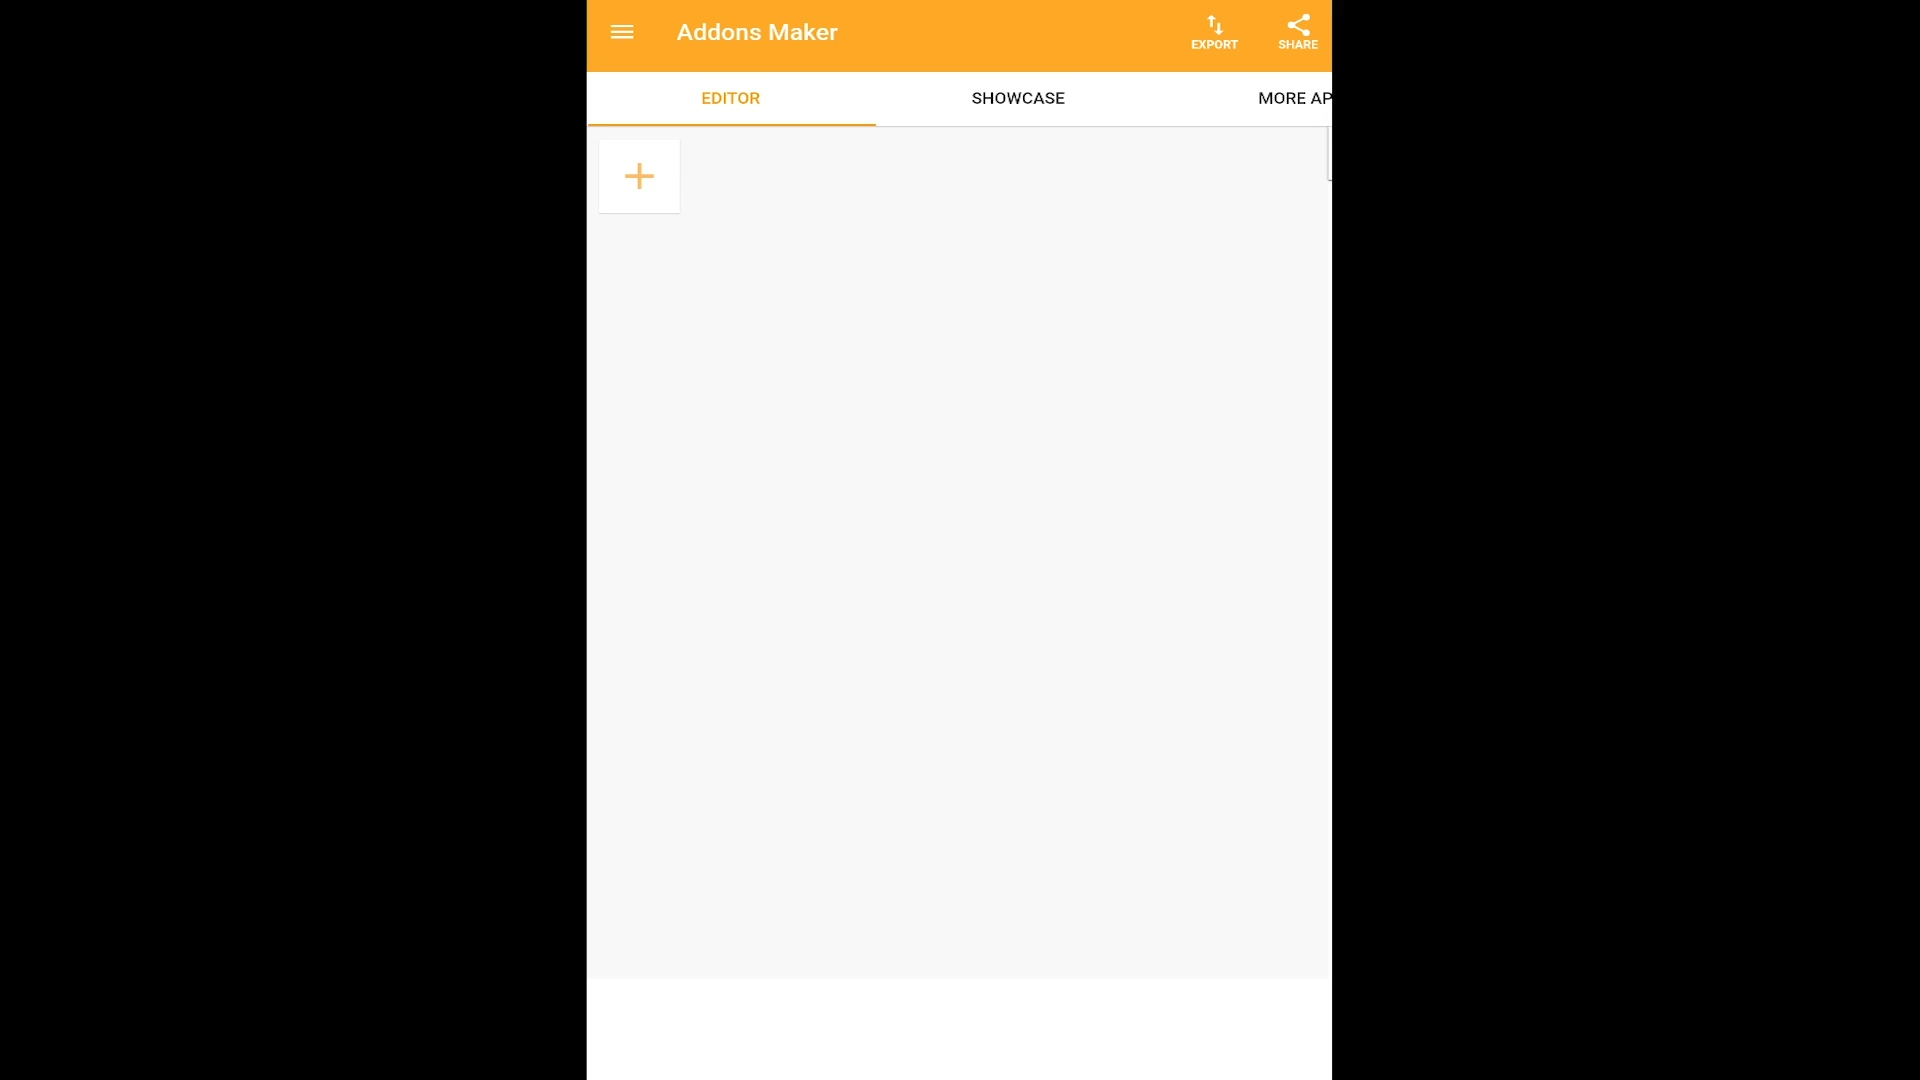 Addons Maker
EXPORT
SHARE
EDITOR
SHOWCASE
MORE AP